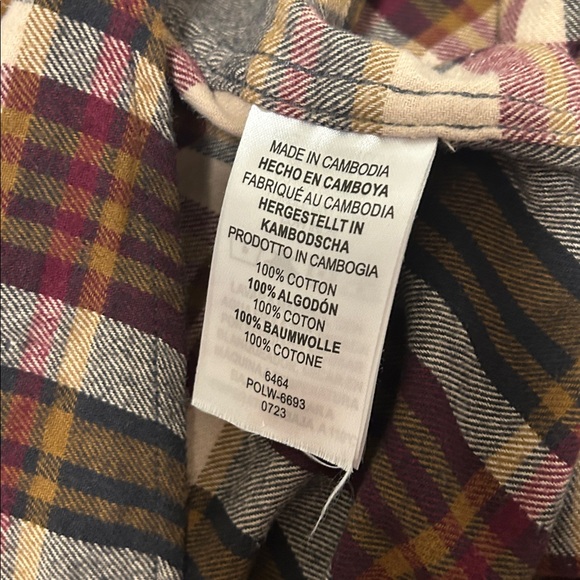 MADE IN CAMBODIA
HECHO EN CAMBOYA
FABRIQUÉ AU CAMBODIA
HERGESTELLT IN
KAMBODSCHA
PRODOTTO IN CAMBOGIA
100% COTTON
100% ALGODÓN
100% COTON
100% BAUMWOLLE
100% COTONE
6464
POLW-6693
0723